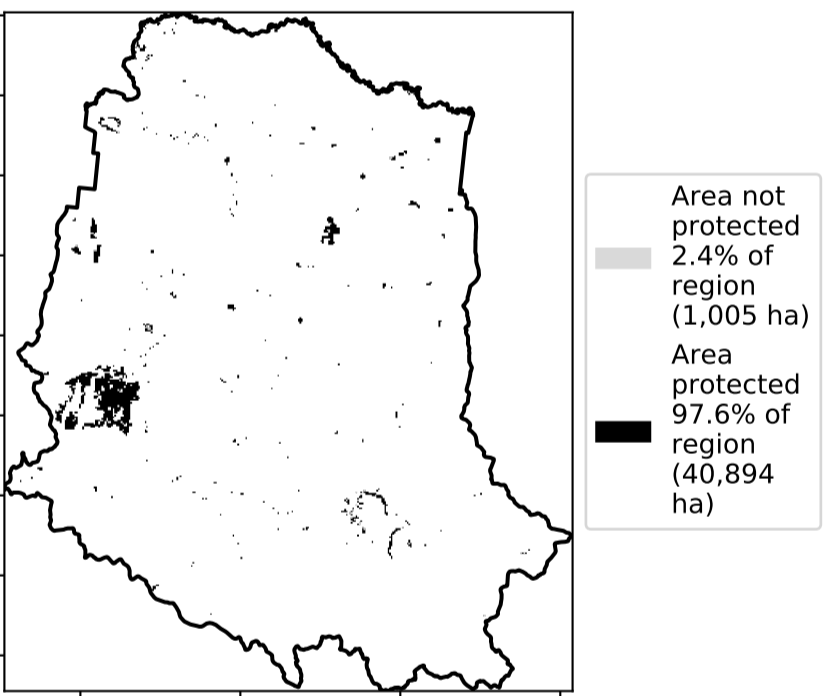 Area not
protected
2.4% of
region
(1,005 ha)
Area
protected
97.6% of
region
(40,894
ha)